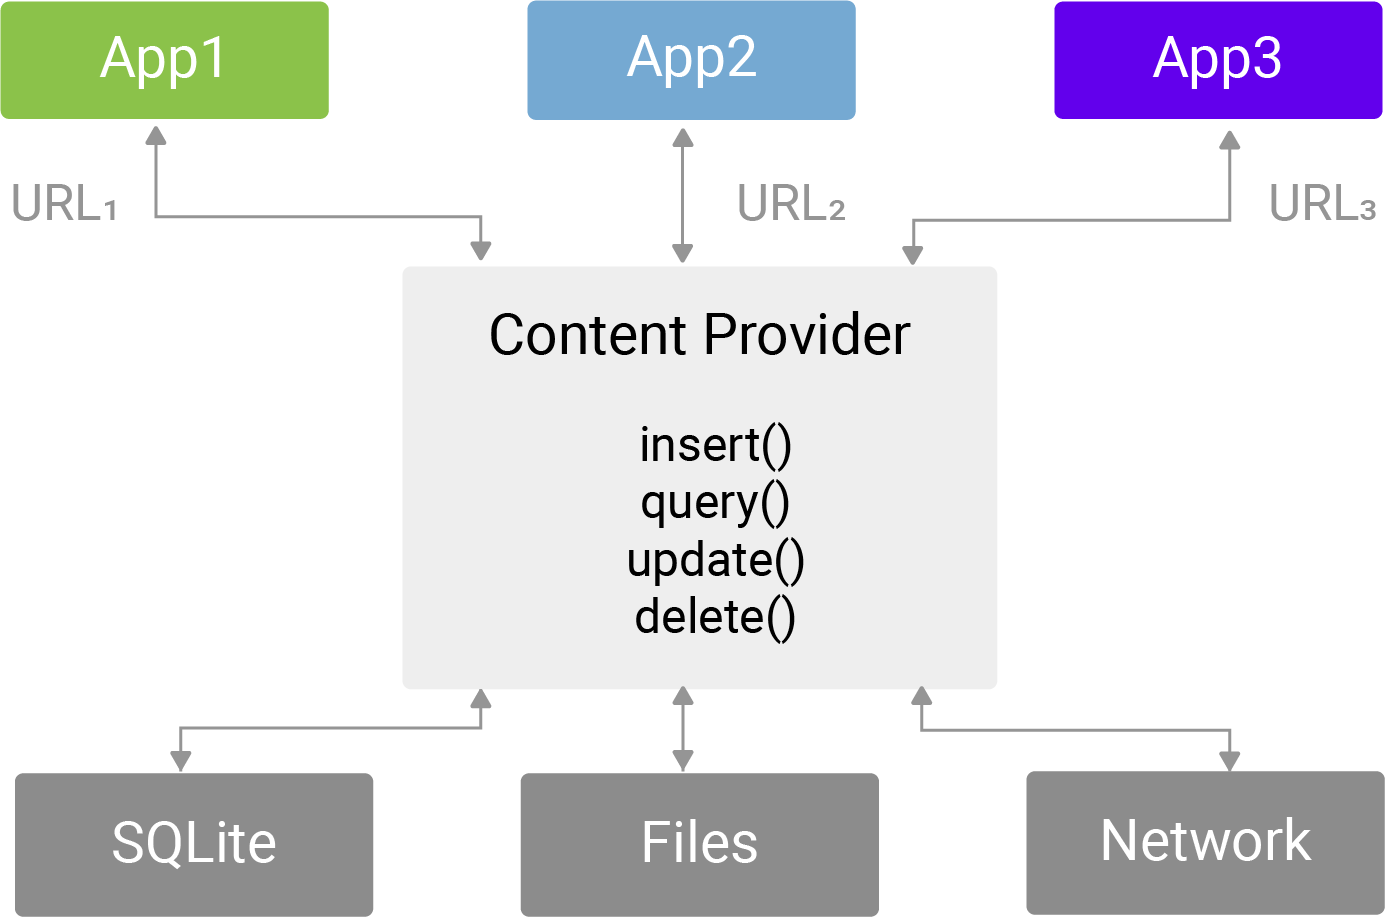 App1
App2
App3
URL₁
URL₂
URL₃
Content Provider
insert()
query()
update()
delete()
SQLite
Files
Network